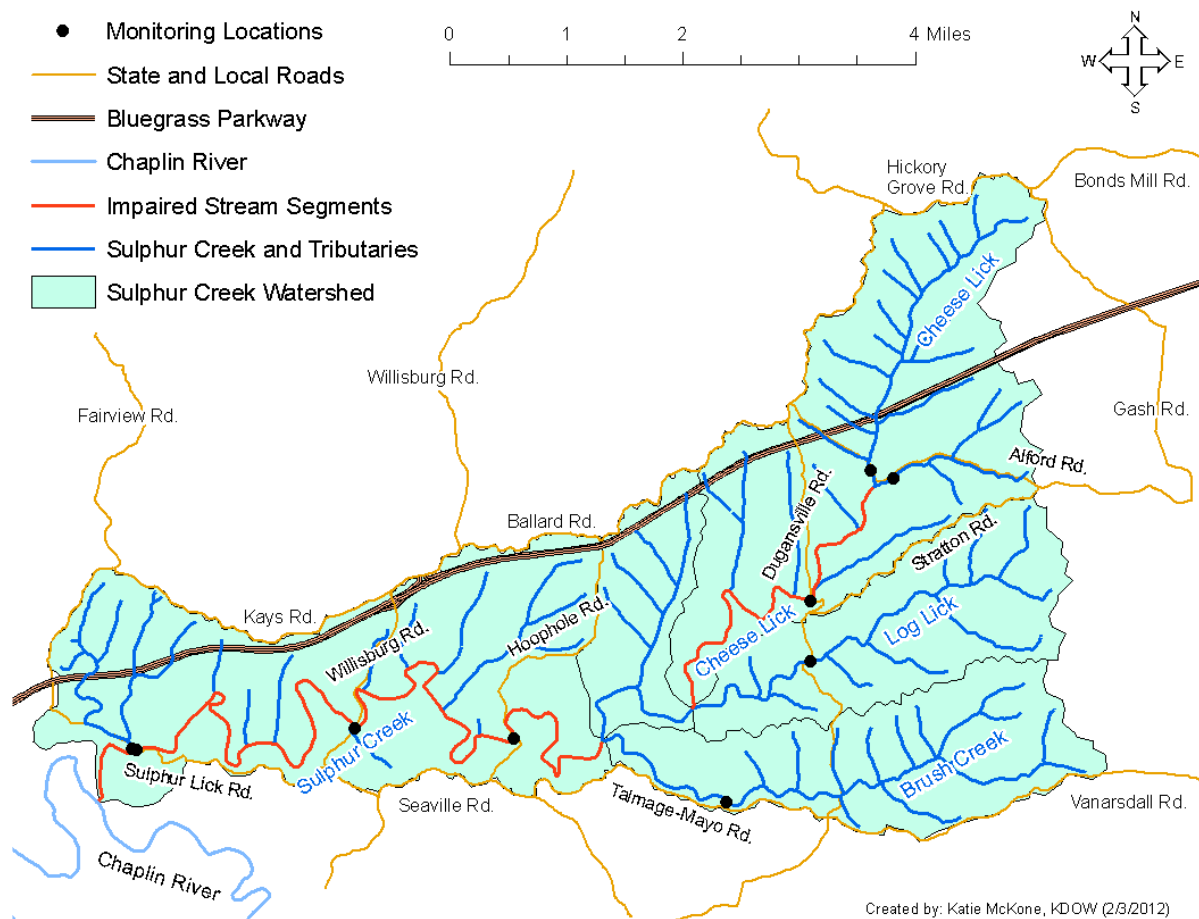 Monitoring Locations
State and Local Roads
Bluegrass Parkway
Chaplin River
Impaired Stream Segments
Sulphur Creek and Tributaries
Sulphur Creek Watershed
0 1 2 4 Miles
N
W E
S
Hickory
Grove Rd.
Bonds Mill Rd.
Cheese Lick
Willisburg Rd.
Fairview Rd.
Gash Rd.
Alford Rd.
Dugansville Rd.
Ballard Rd.
Stratton Rd.
Kays Rd.
Hoophole Rd.
Willisburg Rd.
Cheese Lick
Log Lick
Sulphur Creek
Brush Creek
Sulphur Lick Rd.
Seaville Rd.
Talmage-Mayo Rd.
Vanarsdall Rd.
Chaplin River
Created by: Katie McKone, KDOW (2/3/2012)